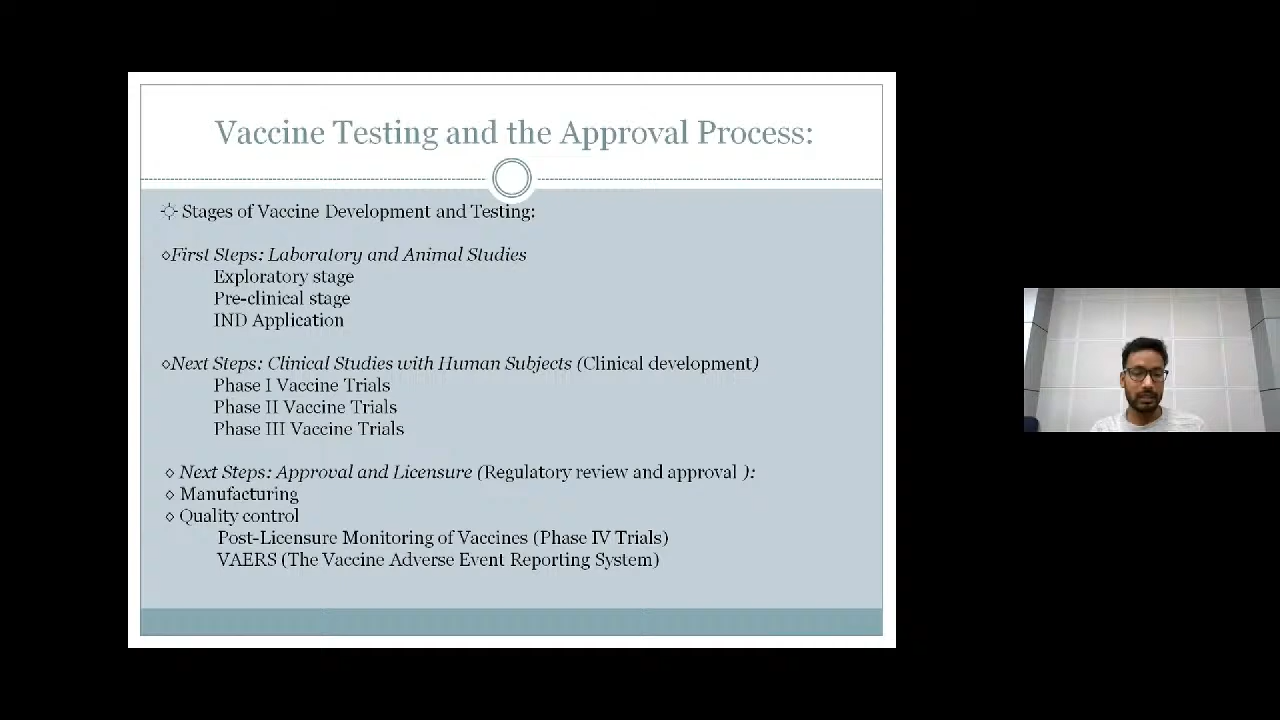 Vaccine Testing and the Approval Process:
☼ Stages of Vaccine Development and Testing:
◊First Steps: Laboratory and Animal Studies
Exploratory stage
Pre-clinical stage
IND Application
◊Next Steps: Clinical Studies with Human Subjects (Clinical development)
Phase I Vaccine Trials
Phase II Vaccine Trials
Phase III Vaccine Trials
◊ Next Steps: Approval and Licensure (Regulatory review and approval ):
◊ Manufacturing
◊ Quality control
Post-Licensure Monitoring of Vaccines (Phase IV Trials)
VAERS (The Vaccine Adverse Event Reporting System)